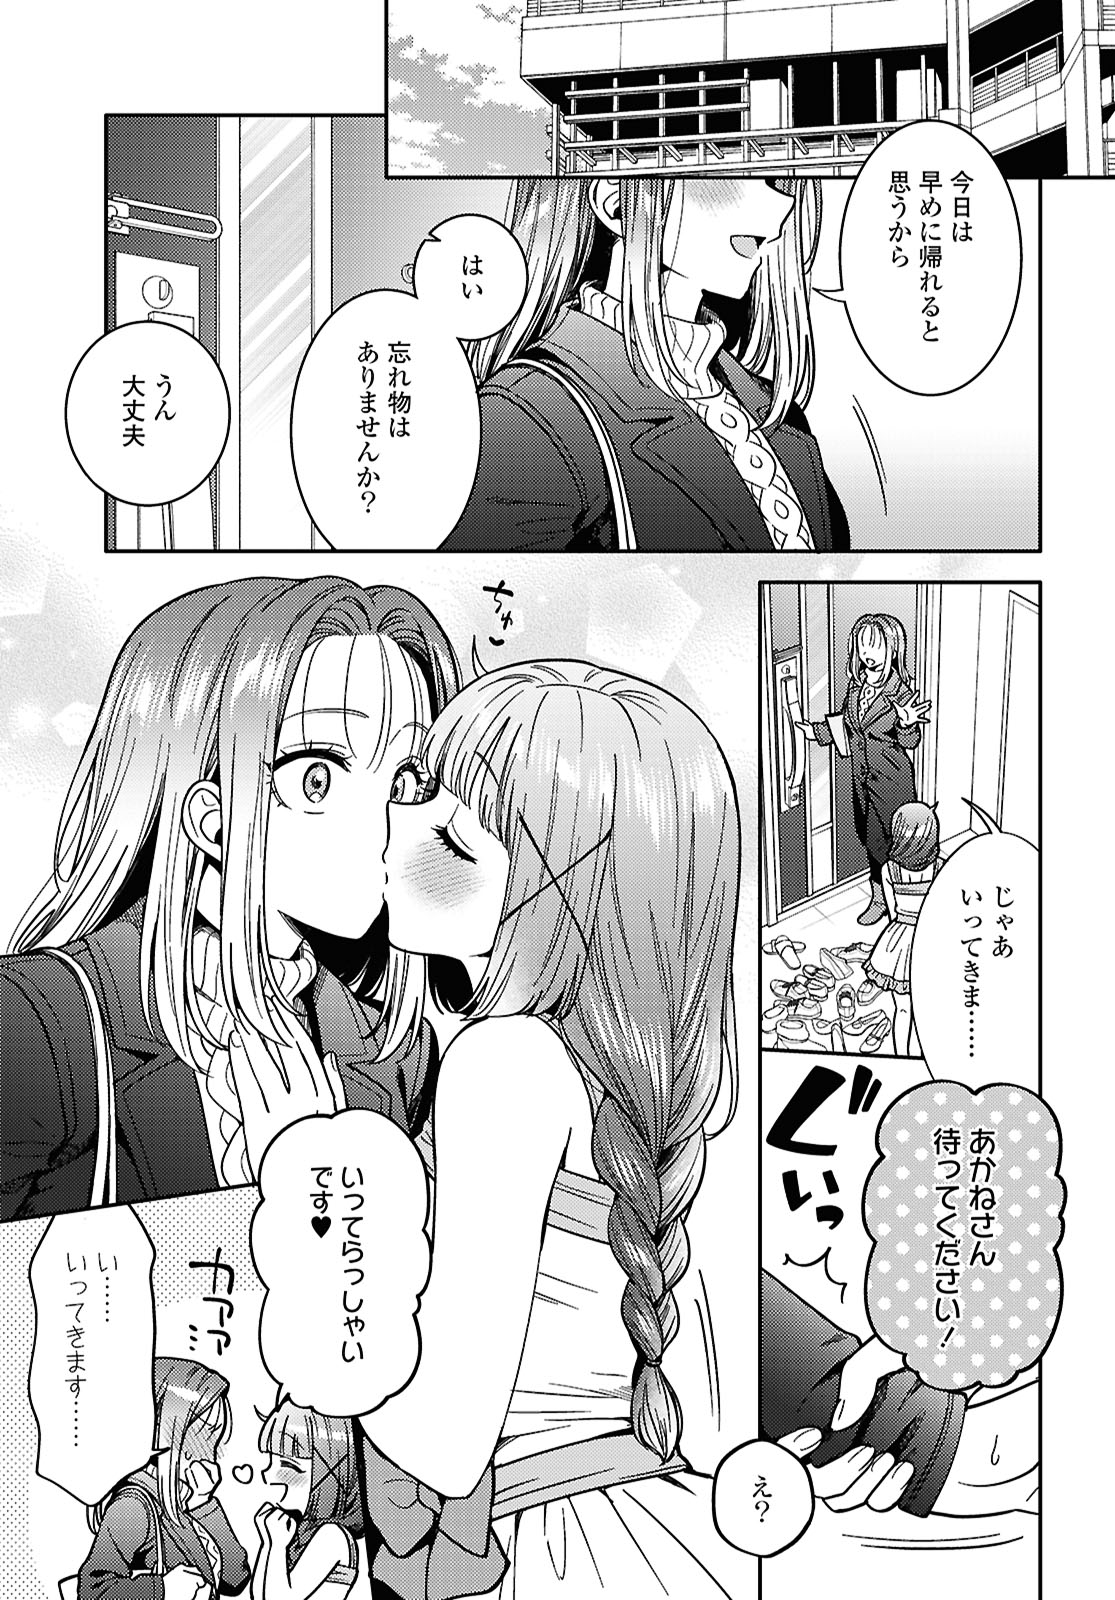 今日は
早めに帰れると
思うから
はい
忘れ物は
ありませんか？
うん
大丈夫
じゃあ
いってきま……
あかねさん
待ってください！
ぐいっ
え？
ちゅ
いってらっしゃい
です♥
カァァ…
い……
いってきます……